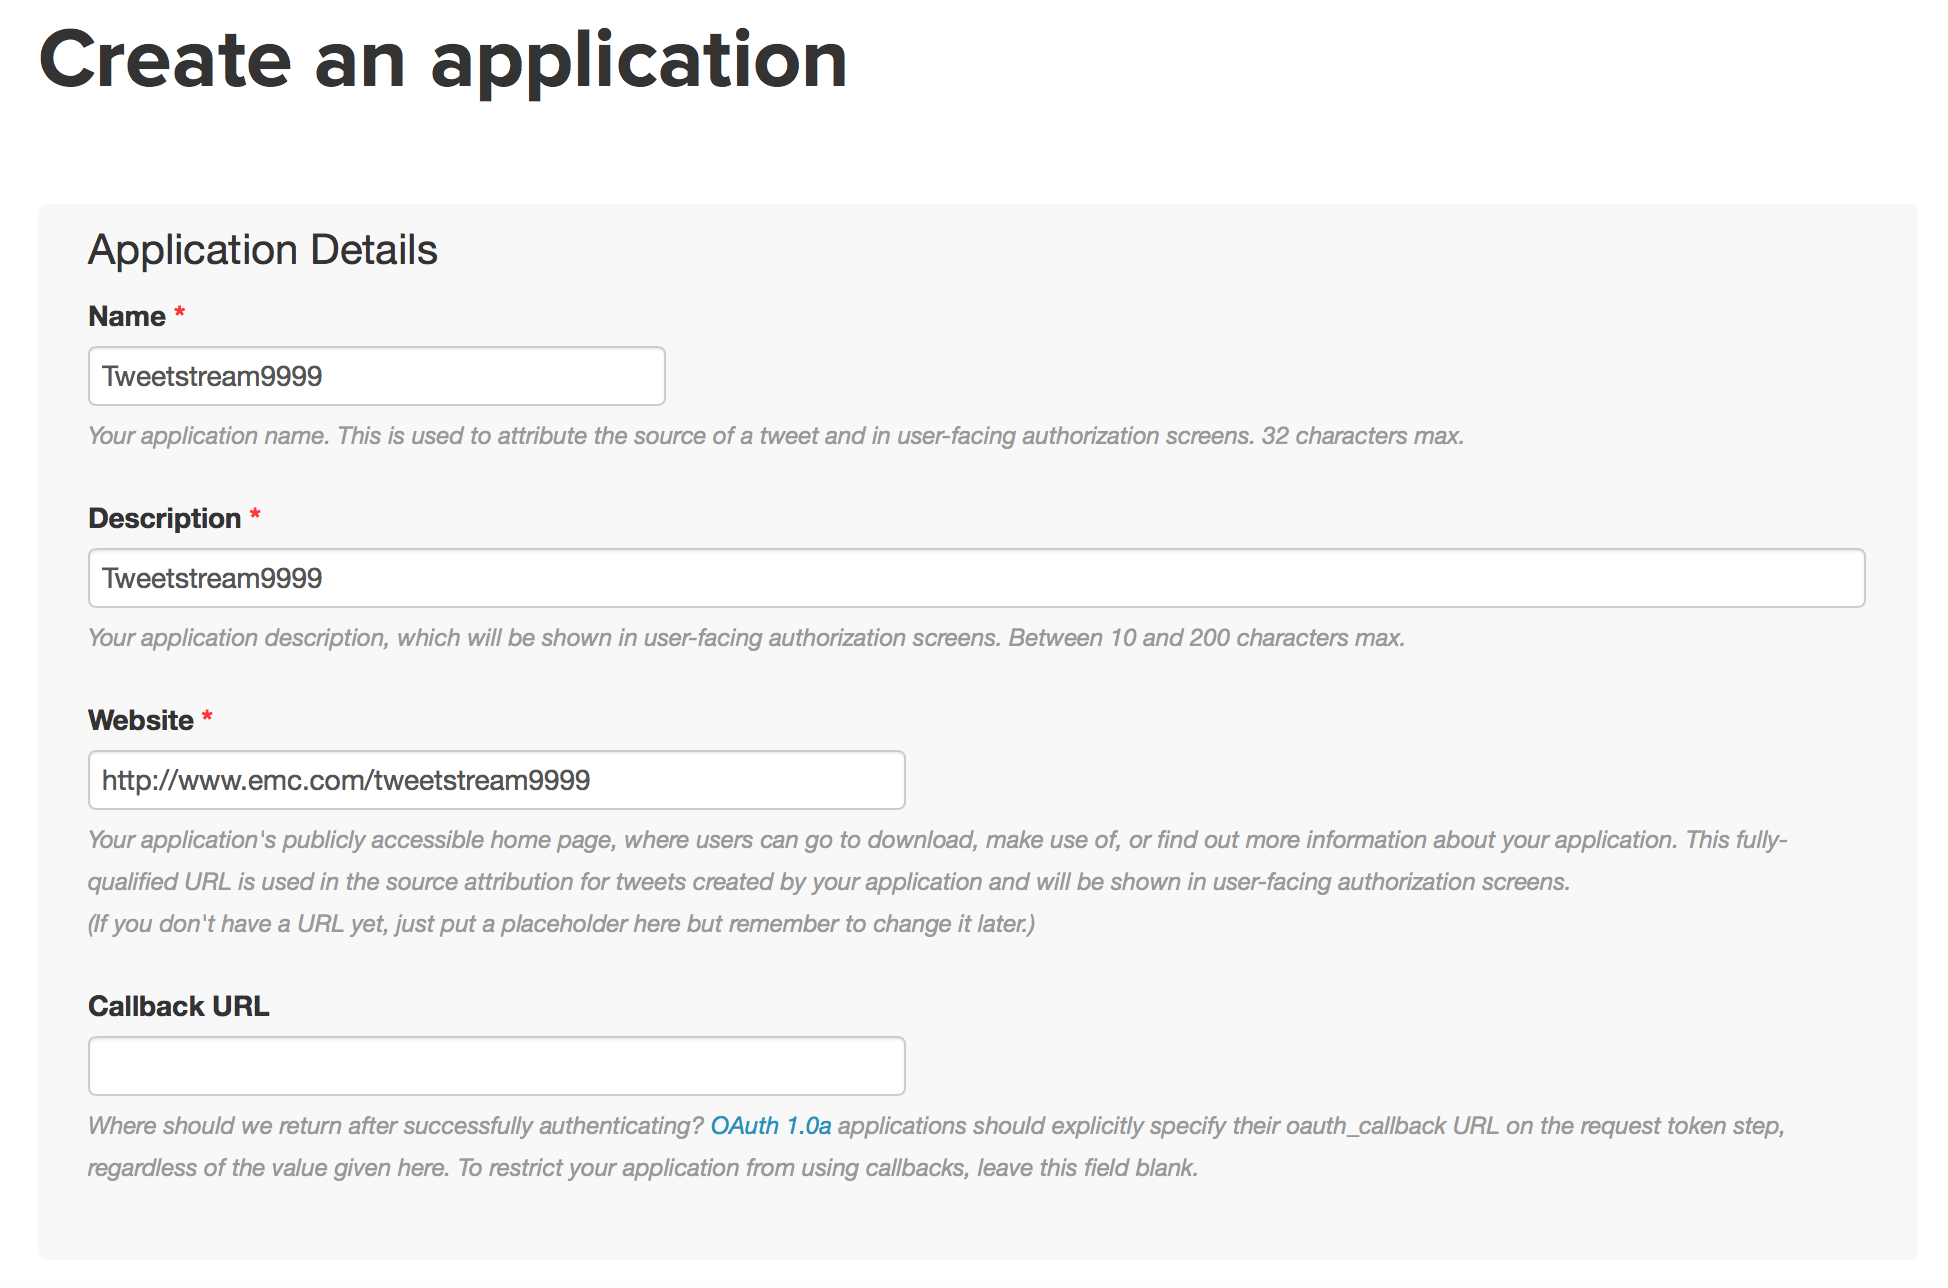 Create an application
Application Details
Name *
Tweetstream9999
Your application name. This is used to attribute the source of a tweet and in user-facing authorization screens. 32 characters max.
Description *
Tweetstream9999
Your application description, which will be shown in user-facing authorization screens. Between 10 and 200 characters max.
Website *
http://www.emc.com/tweetstream9999
Your application's publicly accessible home page, where users can go to download, make use of, or find out more information about your application. This fully-
qualified URL is used in the source attribution for tweets created by your application and will be shown in user-facing authorization screens.
(If you don't have a URL yet, just put a placeholder here but remember to change it later.)
Callback URL
Where should we return after successfully authenticating? OAuth 1.0a applications should explicitly specify their oauth_callback URL on the request token step,
regardless of the value given here. To restrict your application from using callbacks, leave this field blank.